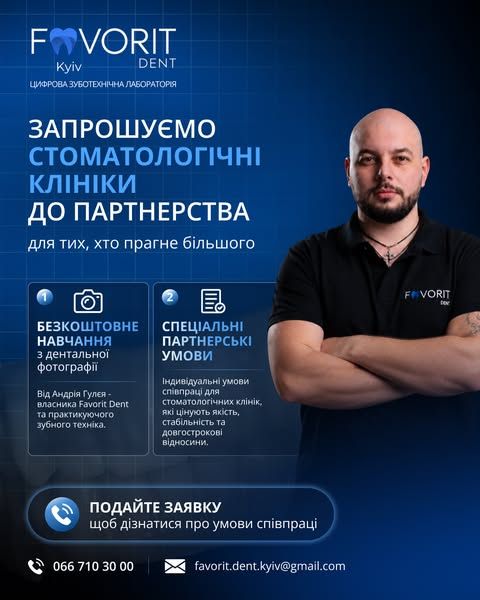 FAVORIT
DENT
Kyiv
ЦИФРОВА ЗУБОТЕХНІЧНА ЛАБОРАТОРІЯ
ЗАПРОШУЄМО
СТОМАТОЛОГІЧНІ
КЛІНІКИ
ДО ПАРТНЕРСТВА
для тих, хто прагне більшого
1
БЕЗКОШТОВНЕ
НАВЧАННЯ
з дентальної
фотографії
Від Андрія Гулєя -
власника Favorit Dent
та практикуючого
зубного техніка.
2
СПЕЦІАЛЬНІ
ПАРТНЕРСЬКІ
УМОВИ
Індивідуальні умови
співпраці для
стоматологічних клінік,
які цінують якість,
стабільність та
довгострокові
відносини.
FAVORIT
DENT
ПОДАЙТЕ ЗАЯВКУ
щоб дізнатися про умови співпраці
066 710 30 00
favorit.dent.kyiv@gmail.com